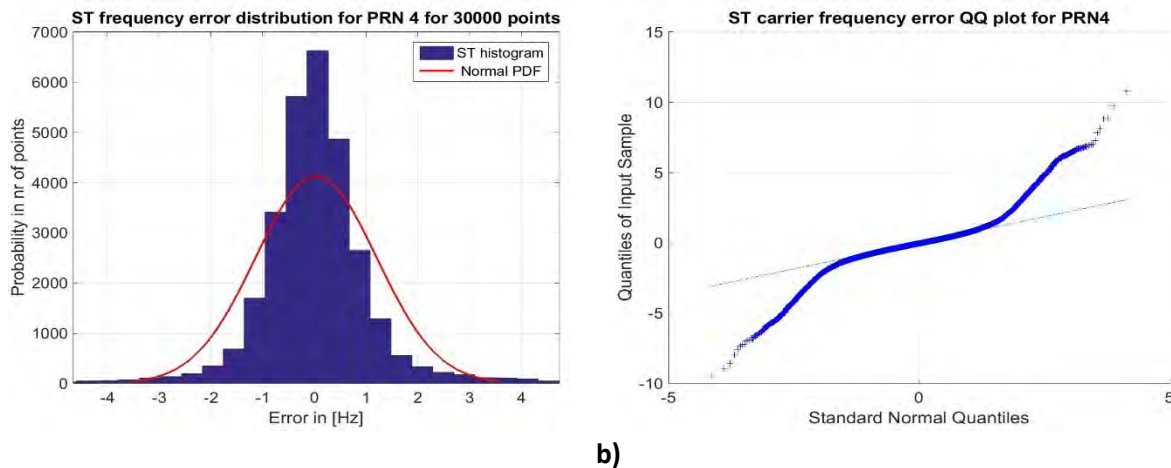 ST frequency error distribution for PRN 4 for 30000 points
ST histogram
Normal PDF
Probability in nr of points
7000
6000
5000
4000
3000
2000
1000
0
-4 -3 -2 -1 0 1 2 3 4
Error in [Hz]
ST carrier frequency error QQ plot for PRN4
Quantiles of Input Sample
15
10
5
0
-5
-10
-5 0 5
Standard Normal Quantiles
b)